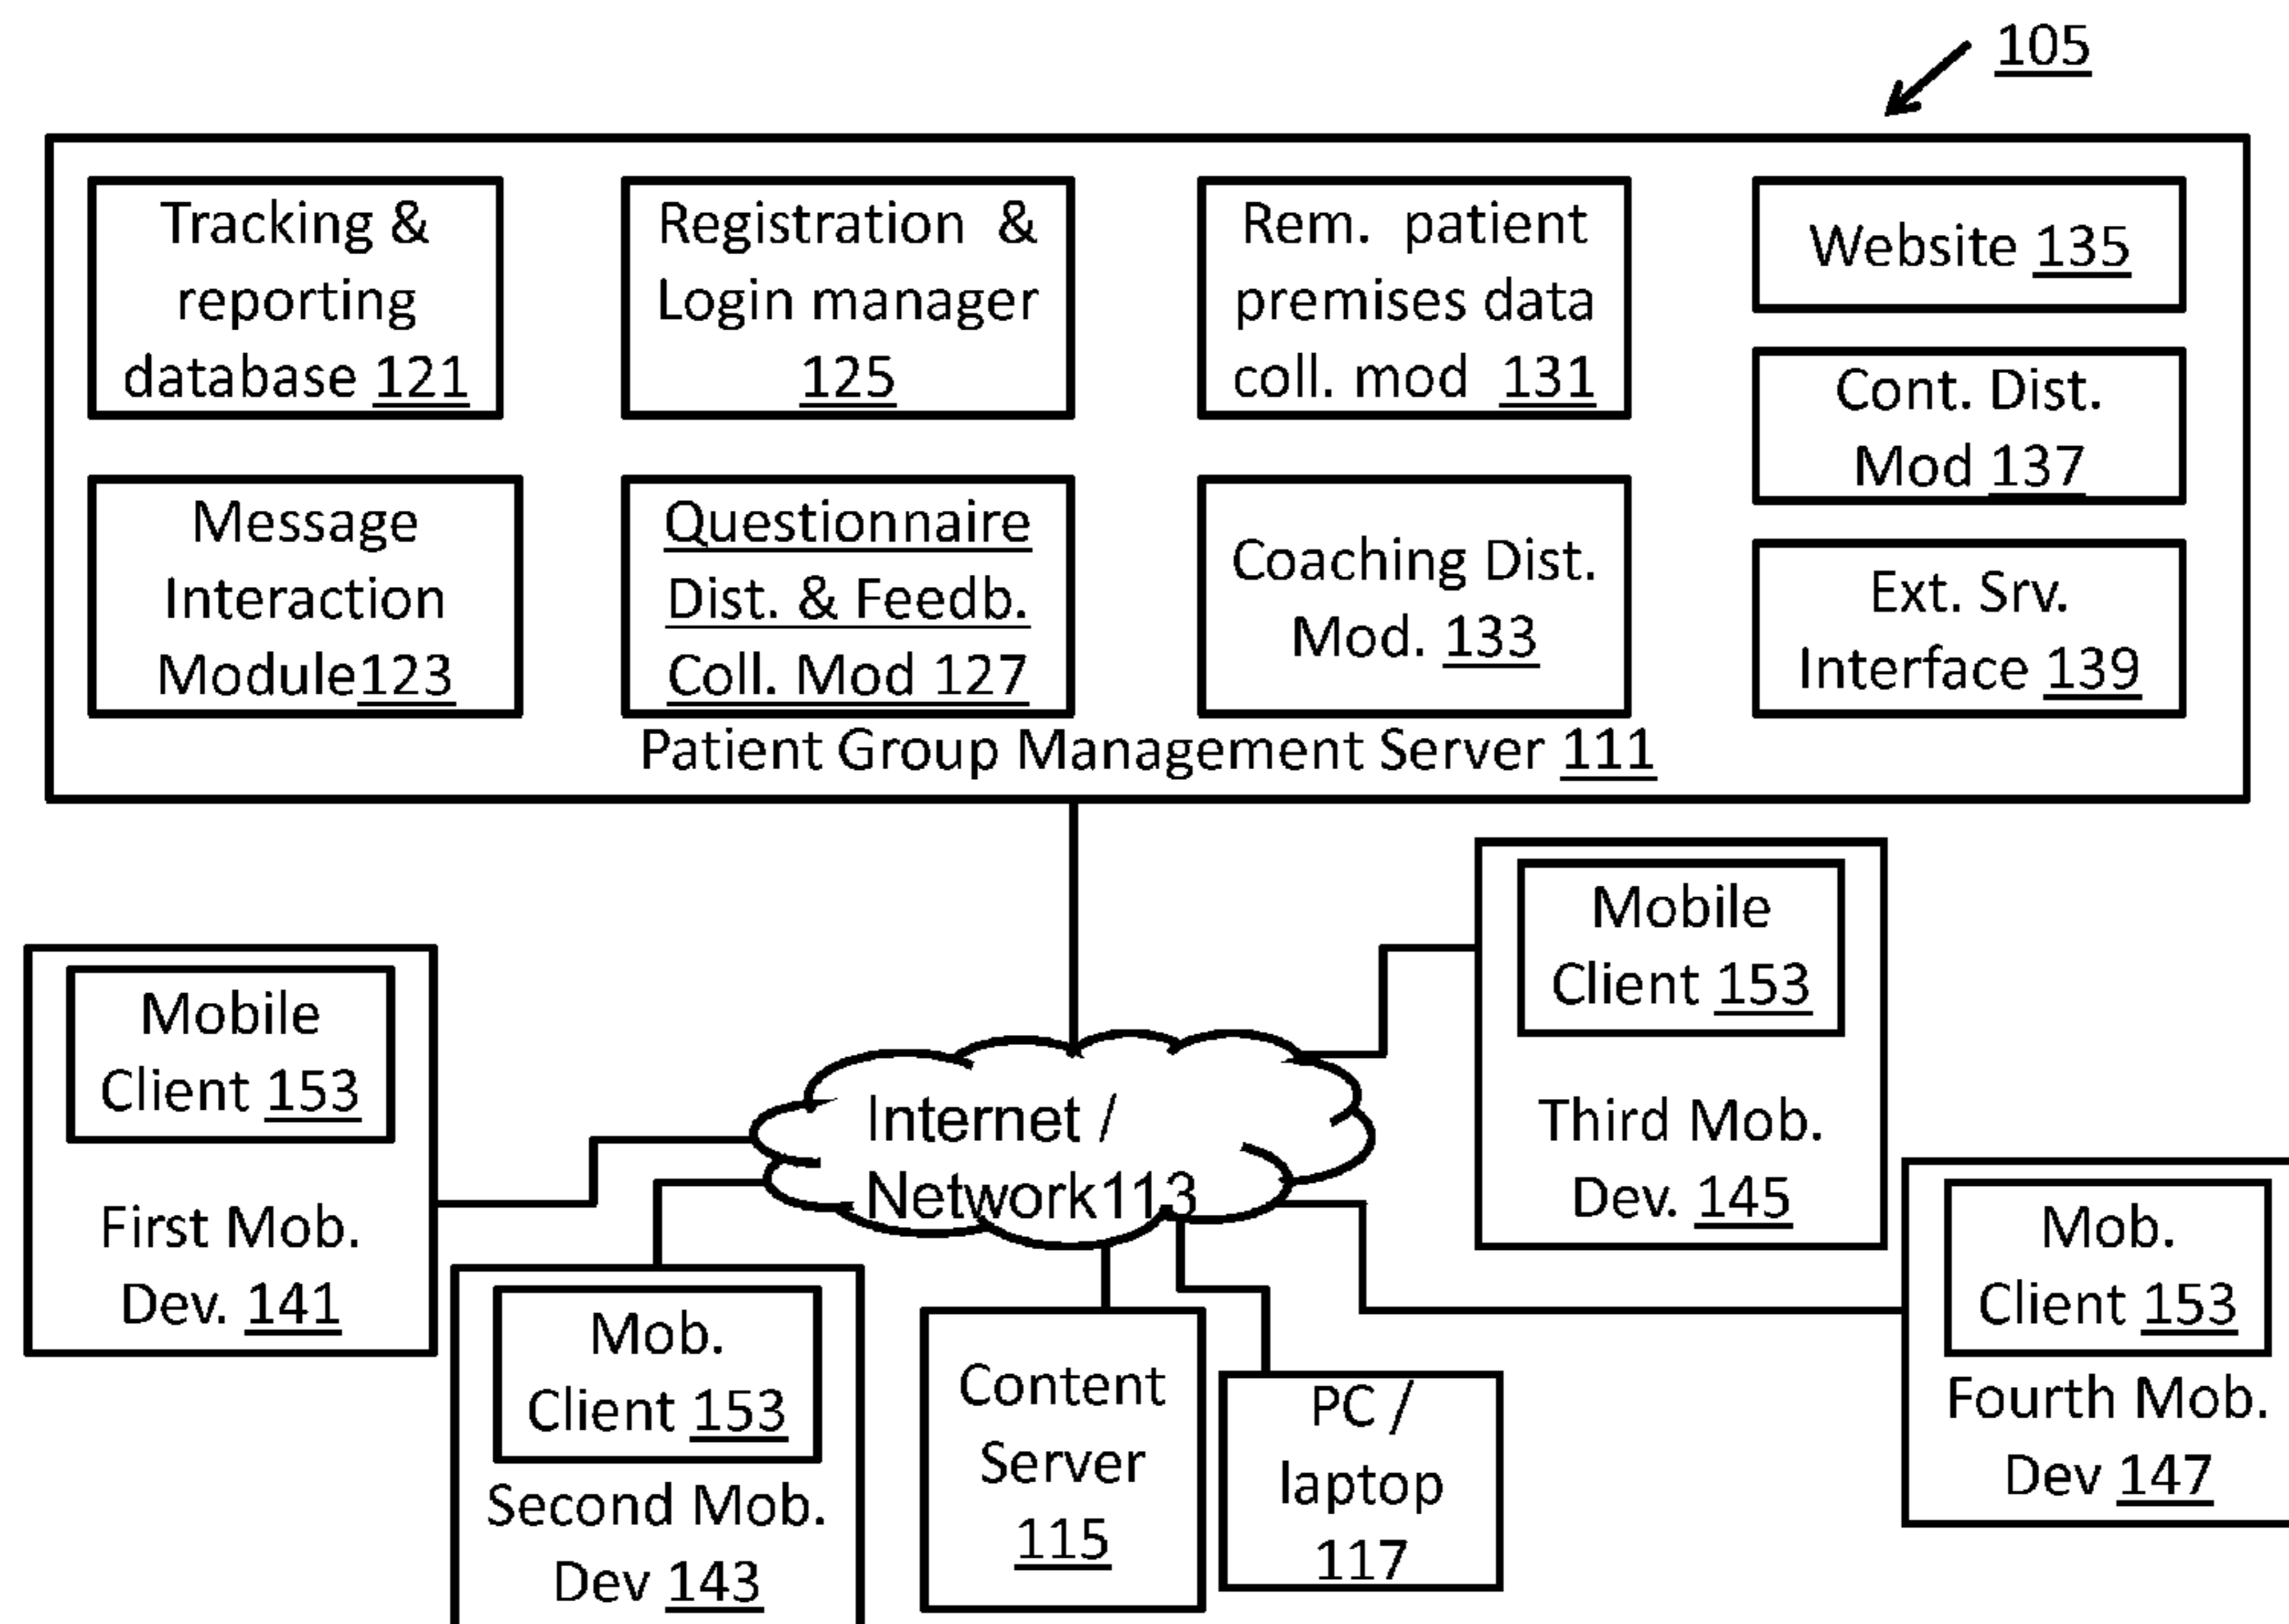 105
Tracking &
reporting
database 121
Registration &
Login manager
125
Rem. patient
premises data
coll. mod 131
Website 135
Cont. Dist.
Mod 137
Message
Interaction
Module123
Questionnaire
Dist. & Feedb.
Coll. Mod 127
Coaching Dist.
Mod. 133
Ext. Srv.
Interface 139
Patient Group Management Server 111
Mobile
Client 153
First Mob.
Dev. 141
Internet /
Network113
Mobile
Client 153
Third Mob.
Dev. 145
Mob.
Client 153
Second Mob.
Dev 143
Content
Server
115
PC /
laptop
117
Mob.
Client 153
Fourth Mob.
Dev 147